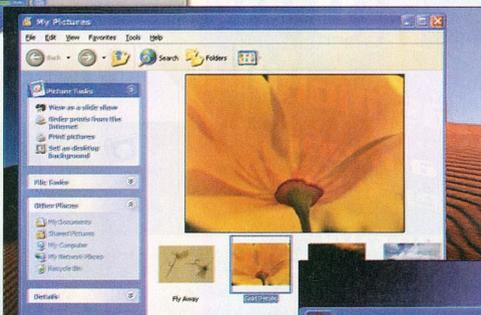 My Pictures
File Edit View Favorites Tools Help
Back Search Folders
Picture Tasks
View as a slide show
Order prints from the
Internet
Print pictures
Set as desktop
background
File Tasks
Other Places
My Documents
Shared Pictures
My Computer
My Network Places
Recycle Bin
Details
Fly Away
Gold Petals